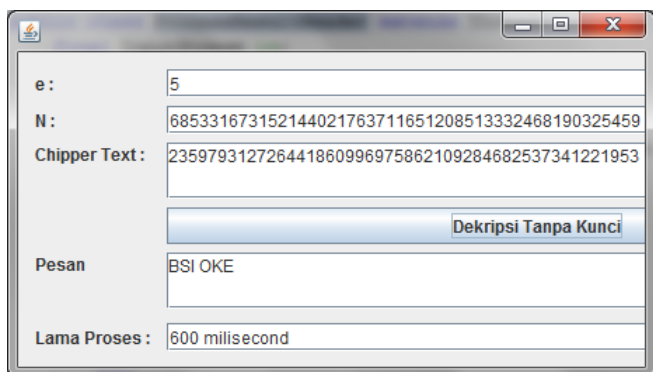 e :
5
N :
685331673152144021763711651208513332468190325459
Chipper Text :
235979312726441860996975862109284682537341221953
Dekripsi Tanpa Kunci
Pesan
BSI OKE
Lama Proses :
600 milisecond